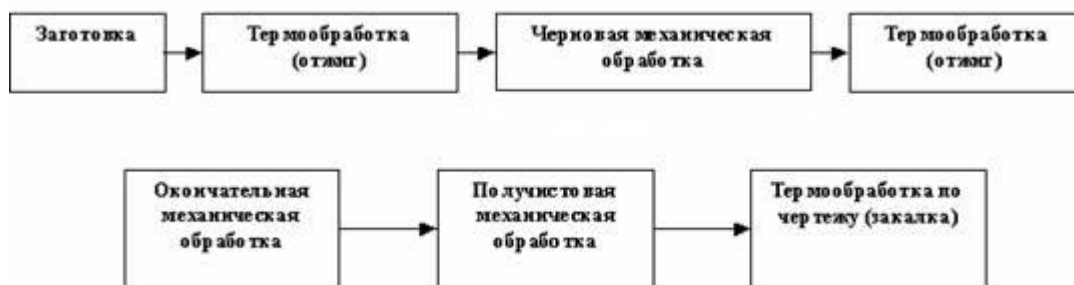 Заготовка
Термообработка
(отжиг)
Черновая механическая
обработка
Термообработка
(отжиг)
Окончательная
механическая
обработка
Получистовая
механическая
обработка
Термообработка по
чертежу (закалка)